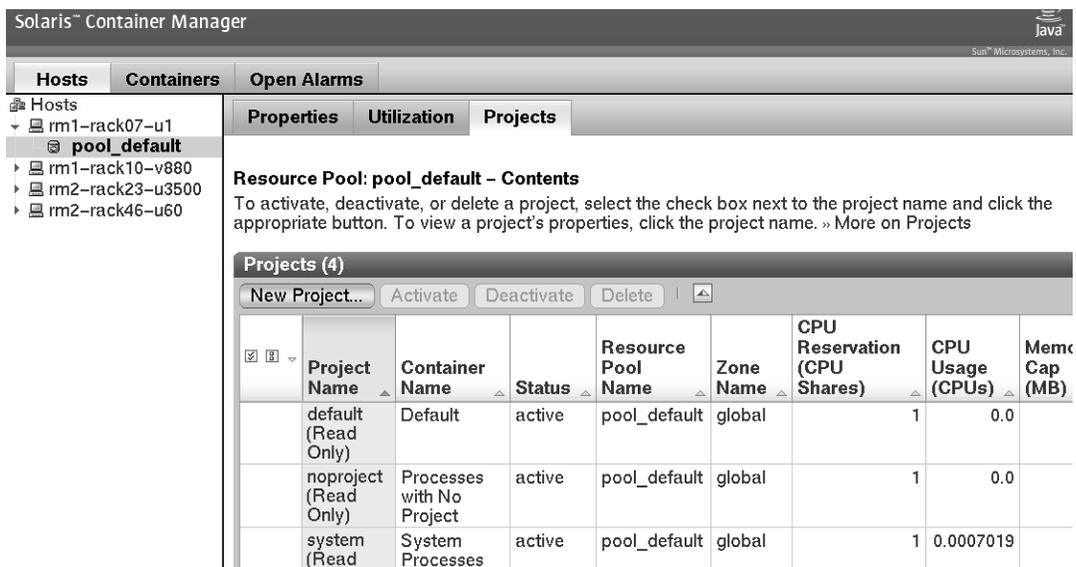 Solaris™ Container Manager
Java™
Sun™ Microsystems, Inc.
Hosts Containers Open Alarms
Hosts
rm1-rack07-u1
pool_default
rm1-rack10-v880
rm2-rack23-u3500
rm2-rack46-u60
Properties Utilization Projects
Resource Pool: pool_default – Contents
To activate, deactivate, or delete a project, select the check box next to the project name and click the
appropriate button. To view a project's properties, click the project name. » More on Projects
Projects (4)
New Project... Activate Deactivate Delete
CPU
Resource Reservation CPU Memo
Project Container Pool Zone (CPU Usage Cap
Name Name Status Name Name Shares) (CPUs) (MB)
default Default active pool_default global 1 0.0
(Read
Only)
noproject Processes active pool_default global 1 0.0
(Read with No
Only) Project
system System active pool_default global 1 0.0007019
(Read Processes